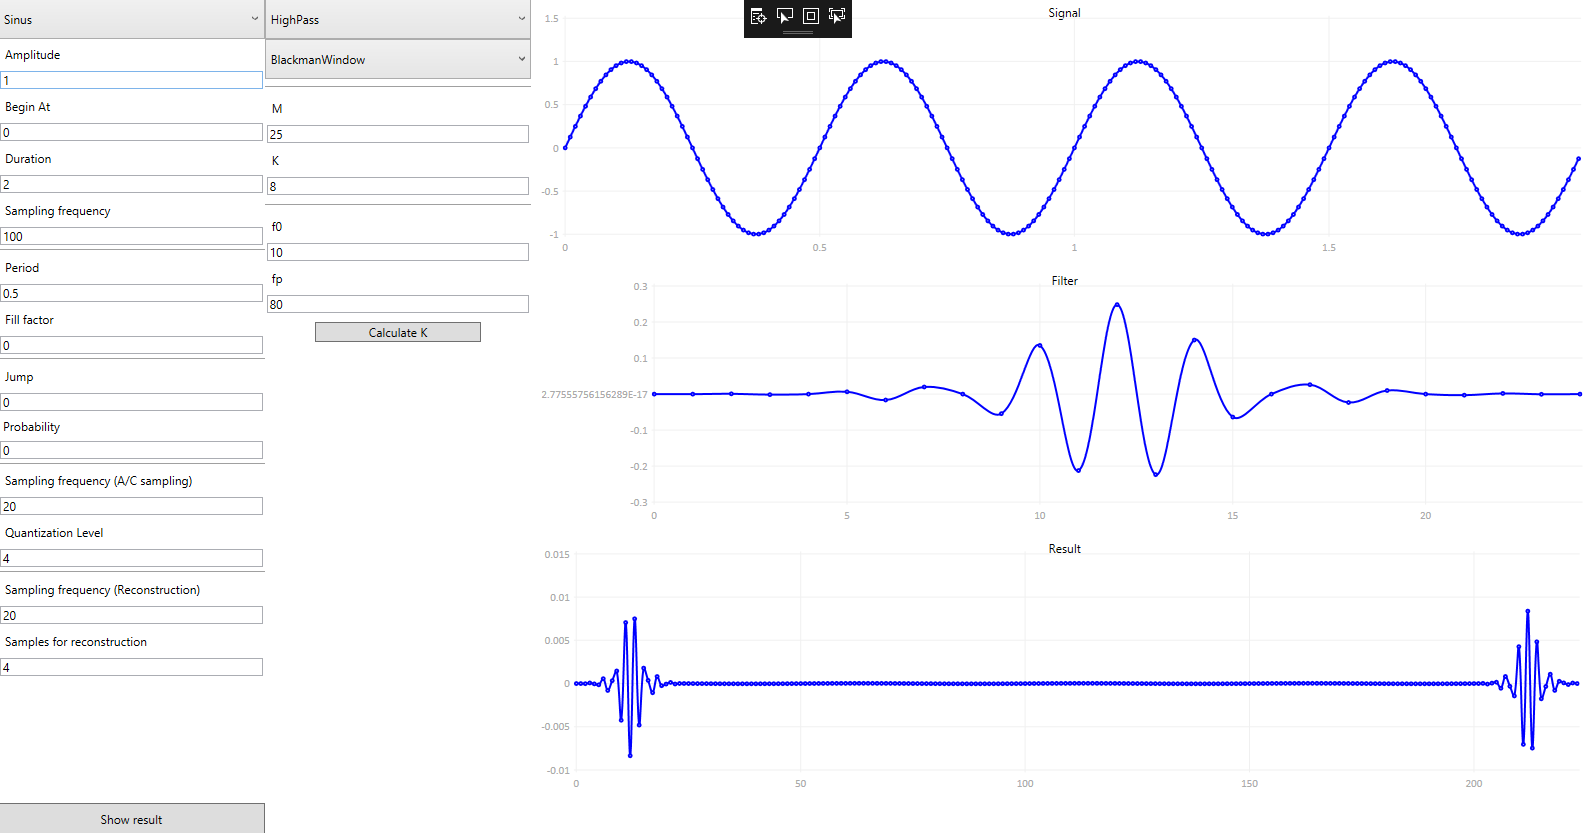 Sinus
Amplitude
1
Begin At
0
Duration
2
Sampling frequency
100
Period
0.5
Fill factor
0
Jump
0
Probability
0
Sampling frequency (A/C sampling)
20
Quantization Level
4
Sampling frequency (Reconstruction)
20
Samples for reconstruction
4
Show result
HighPass
BlackmanWindow
M
25
K
8
f0
10
fp
80
Calculate K
Signal
1.5
1
0.5
0
-0.5
-1
0 0.5 1 1.5
Filter
0.3
0.2
0.1
2.77555756156289E-17
-0.1
-0.2
-0.3
0 5 10 15 20
Result
0.015
0.01
0.005
0
-0.005
-0.01
0 50 100 150 200